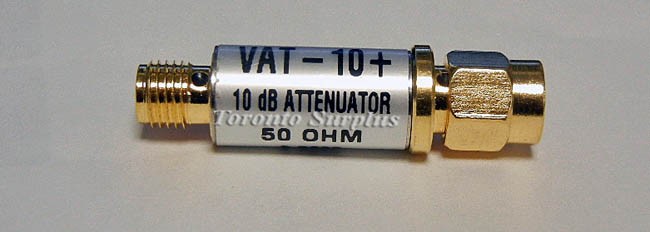 VAT-10+
10 dB ATTENUATOR
Toronto Surplus
50 OHM